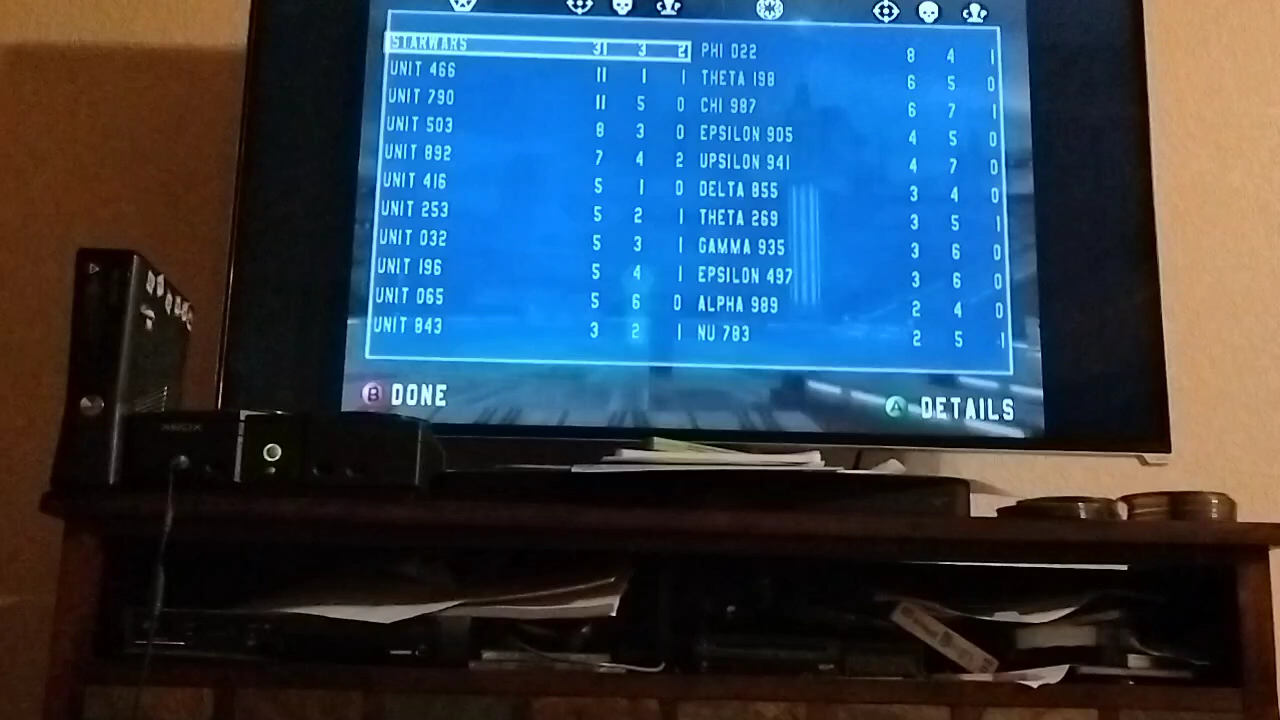 STARWARS 31 3 2 PHI 022 8 4 1
UNIT 466 11 1 1 THETA 198 6 5 0
UNIT 790 11 5 0 CHI 987 6 7 1
UNIT 503 8 3 0 EPSILON 905 4 5 0
UNIT 892 7 4 2 UPSILON 941 4 7 0
UNIT 416 5 1 0 DELTA 855 3 4 0
UNIT 253 5 2 1 THETA 269 3 5 1
UNIT 032 5 3 1 GAMMA 935 3 6 0
UNIT 196 5 4 1 EPSILON 497 3 6 0
UNIT 065 5 6 0 ALPHA 989 2 4 0
UNIT 843 3 2 1 NU 783 2 5 -1
B DONE A DETAILS
XBOX